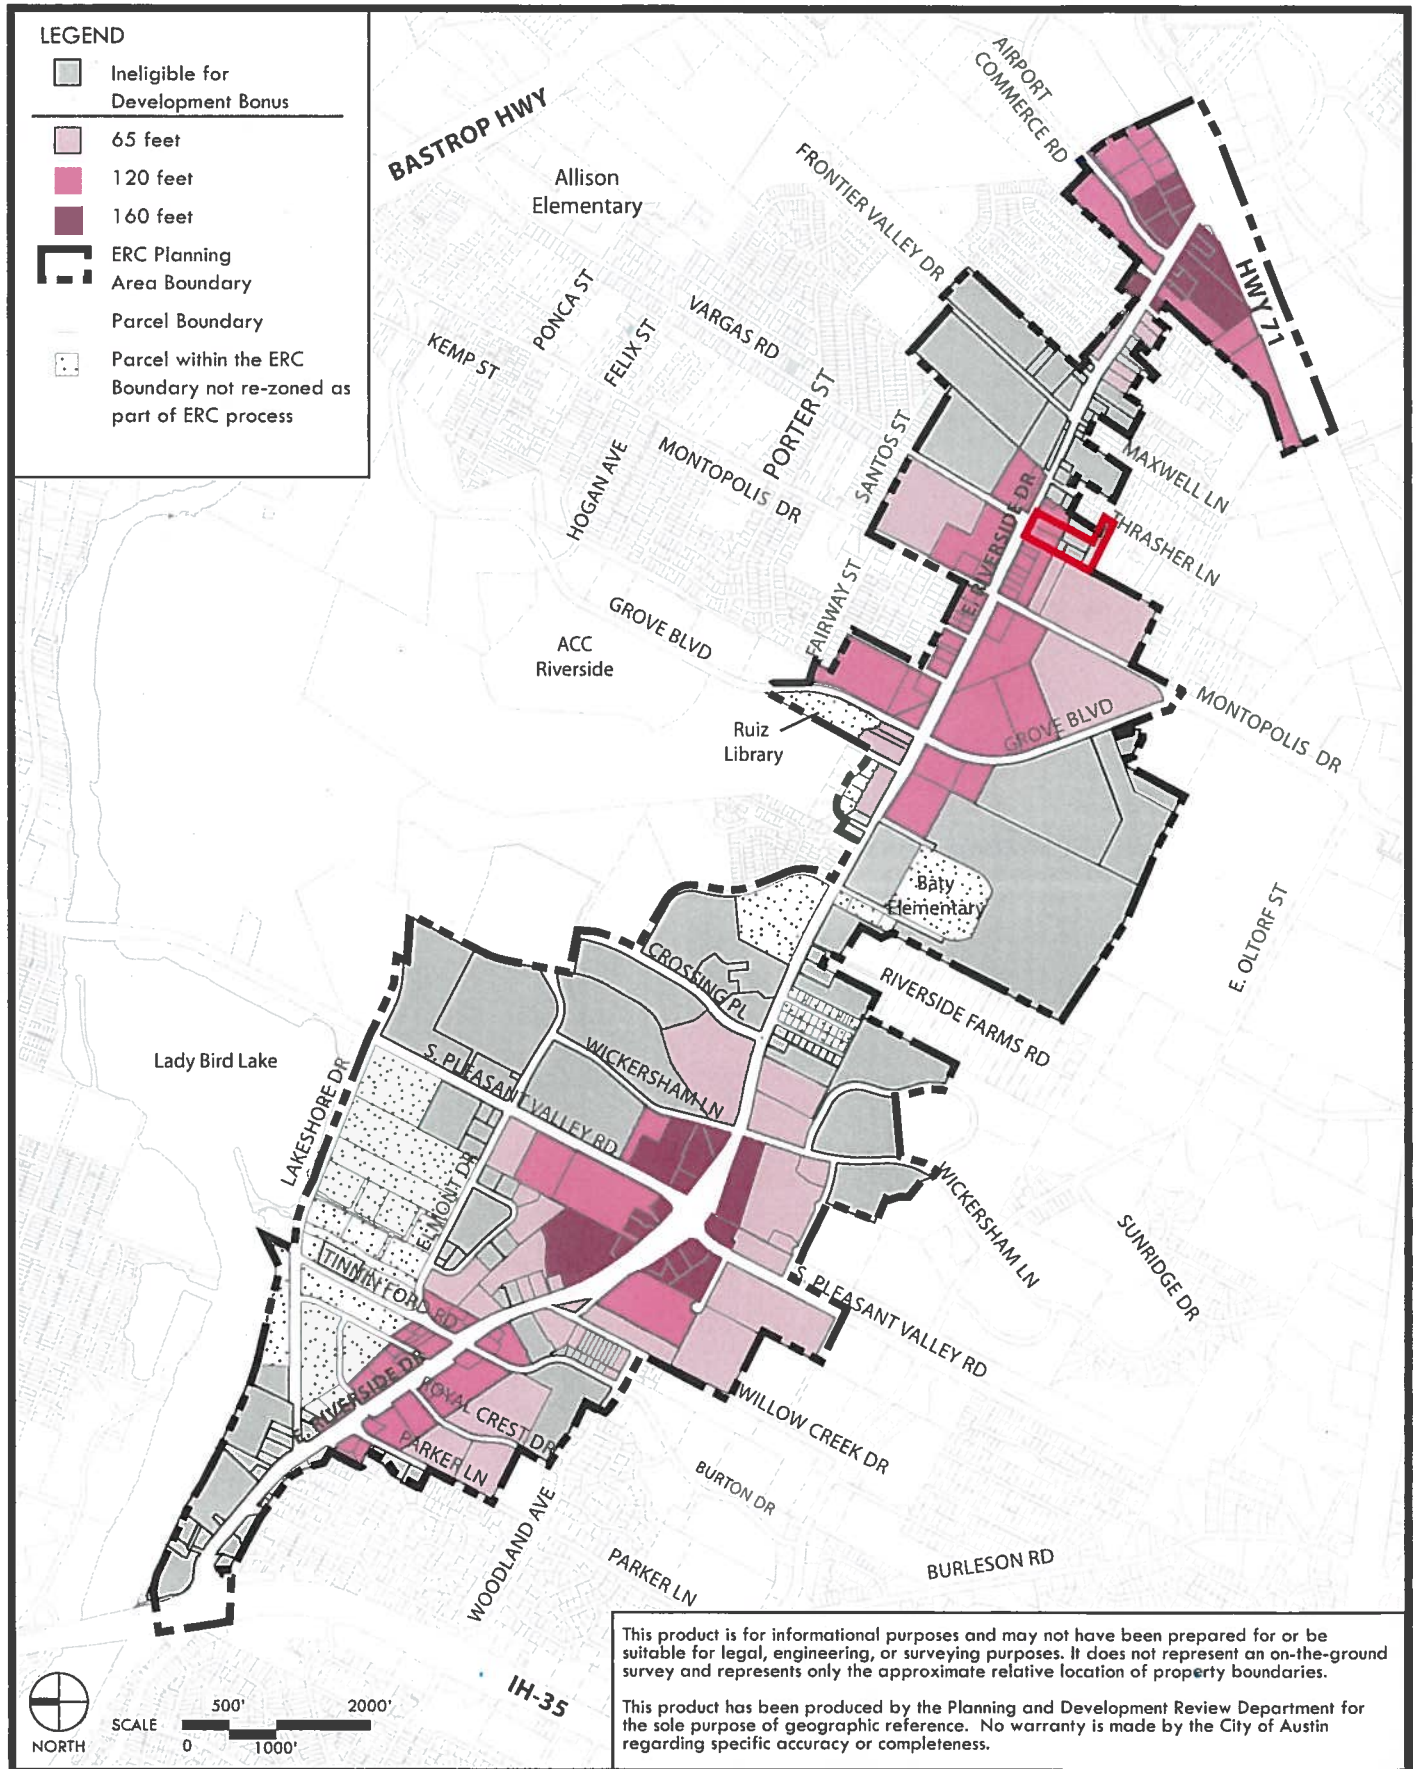 LEGEND
Ineligible for
Development Bonus
65 feet
120 feet
160 feet
ERC Planning
Area Boundary
Parcel Boundary
Parcel within the ERC
Boundary not re-zoned as
part of ERC process
BASTROP HWY
Allison
Elementary
AIRPORT
COMMERCE RD
FRONTIER VALLEY DR
HWY 71
PONCA ST
FELIX ST
VARGAS RD
KEMP ST
PORTER ST
SANTOS ST
HOGAN AVE
MONTOPOLIS DR
MAXWELL LN
THRASHER LN
E. RIVERSIDE DR
FAIRWAY ST
GROVE BLVD
ACC
Riverside
Ruiz
Library
GROVE BLVD
MONTOPOLIS DR
Baty
Elementary
E. OLTORF ST
CROSSING PL
RIVERSIDE FARMS RD
Lady Bird Lake
LAKESHORE DR
S. PLEASANT VALLEY RD
WICKERSHAM LN
ELMONT DR
WICKERSHAM LN
SUNRIDGE DR
TINNIN FORD RD
S. PLEASANT VALLEY RD
E. RIVERSIDE DR
ROYAL CREST DR
PARKER LN
WILLOW CREEK DR
BURTON DR
WOODLAND AVE
PARKER LN
BURLESON RD
IH-35
NORTH
SCALE
500'
2000'
0
1000'
This product is for informational purposes and may not have been prepared for or be
suitable for legal, engineering, or surveying purposes. It does not represent an on-the-ground
survey and represents only the approximate relative location of property boundaries.
This product has been produced by the Planning and Development Review Department for
the sole purpose of geographic reference. No warranty is made by the City of Austin
regarding specific accuracy or completeness.